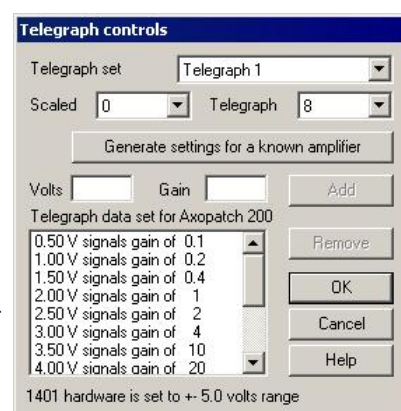 Telegraph controls
Telegraph set Telegraph 1
Scaled 0 Telegraph 8
Generate settings for a known amplifier
Volts Gain Add
Telegraph data set for Axopatch 200
0.50 V signals gain of 0.1
1.00 V signals gain of 0.2
1.50 V signals gain of 0.4
2.00 V signals gain of 1
2.50 V signals gain of 2
3.00 V signals gain of 4
3.50 V signals gain of 10
4.00 V signals gain of 20
Remove
OK
Cancel
Help
1401 hardware is set to +- 5.0 volts range